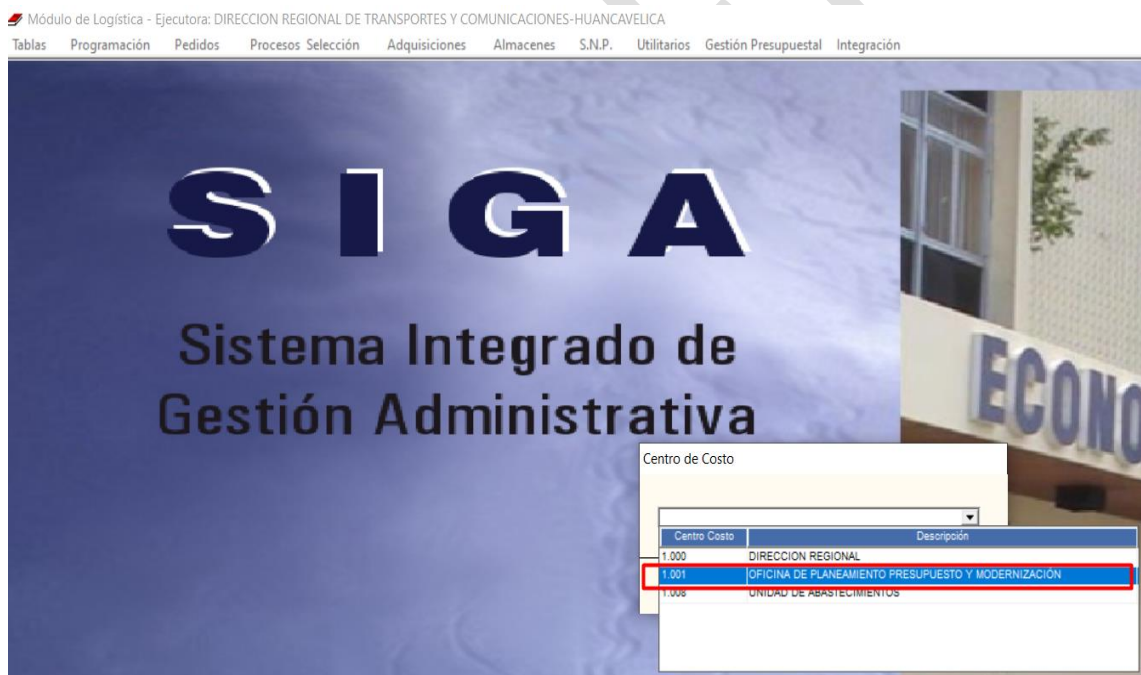 Módulo de Logística - Ejecutora: DIRECCION REGIONAL DE TRANSPORTES Y COMUNICACIONES-HUANCAVELICA
Tablas Programación Pedidos Procesos Selección Adquisiciones Almacenes S.N.P. Utilitarios Gestión Presupuestal Integración
SIGA
Sistema Integrado de
Gestión Administrativa
ECONO
Centro de Costo
Centro Costo Descripción
1.000 DIRECCION REGIONAL
1.001 OFICINA DE PLANEAMIENTO PRESUPUESTO Y MODERNIZACIÓN
1.008 UNIDAD DE ABASTECIMIENTOS